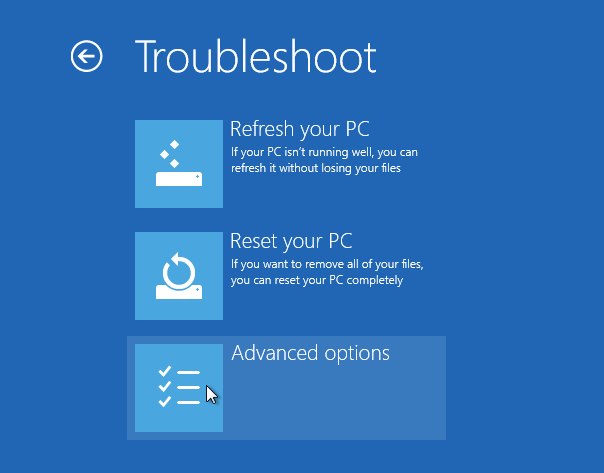 Troubleshoot
Refresh your PC
If your PC isn't running well, you can
refresh it without losing your files
Reset your PC
If you want to remove all of your files,
you can reset your PC completely
Advanced options